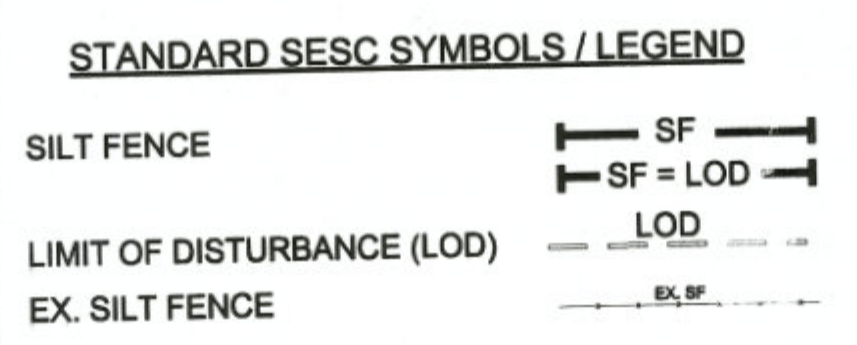 STANDARD SESC SYMBOLS / LEGEND
SILT FENCE
SF
SF = LOD
LIMIT OF DISTURBANCE (LOD)
LOD
EX. SILT FENCE
EX. SF